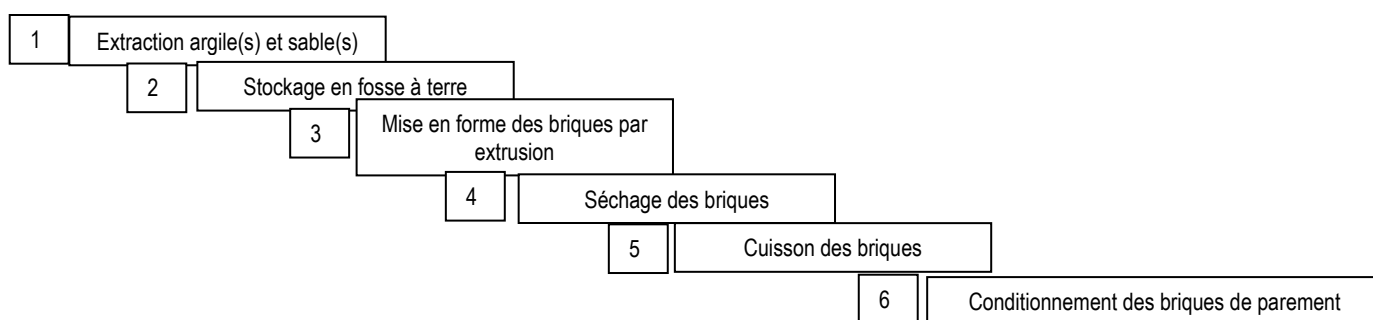 1 Extraction argile(s) et sable(s)
2 Stockage en fosse à terre
3 Mise en forme des briques par
extrusion
4 Séchage des briques
5 Cuisson des briques
6 Conditionnement des briques de parement